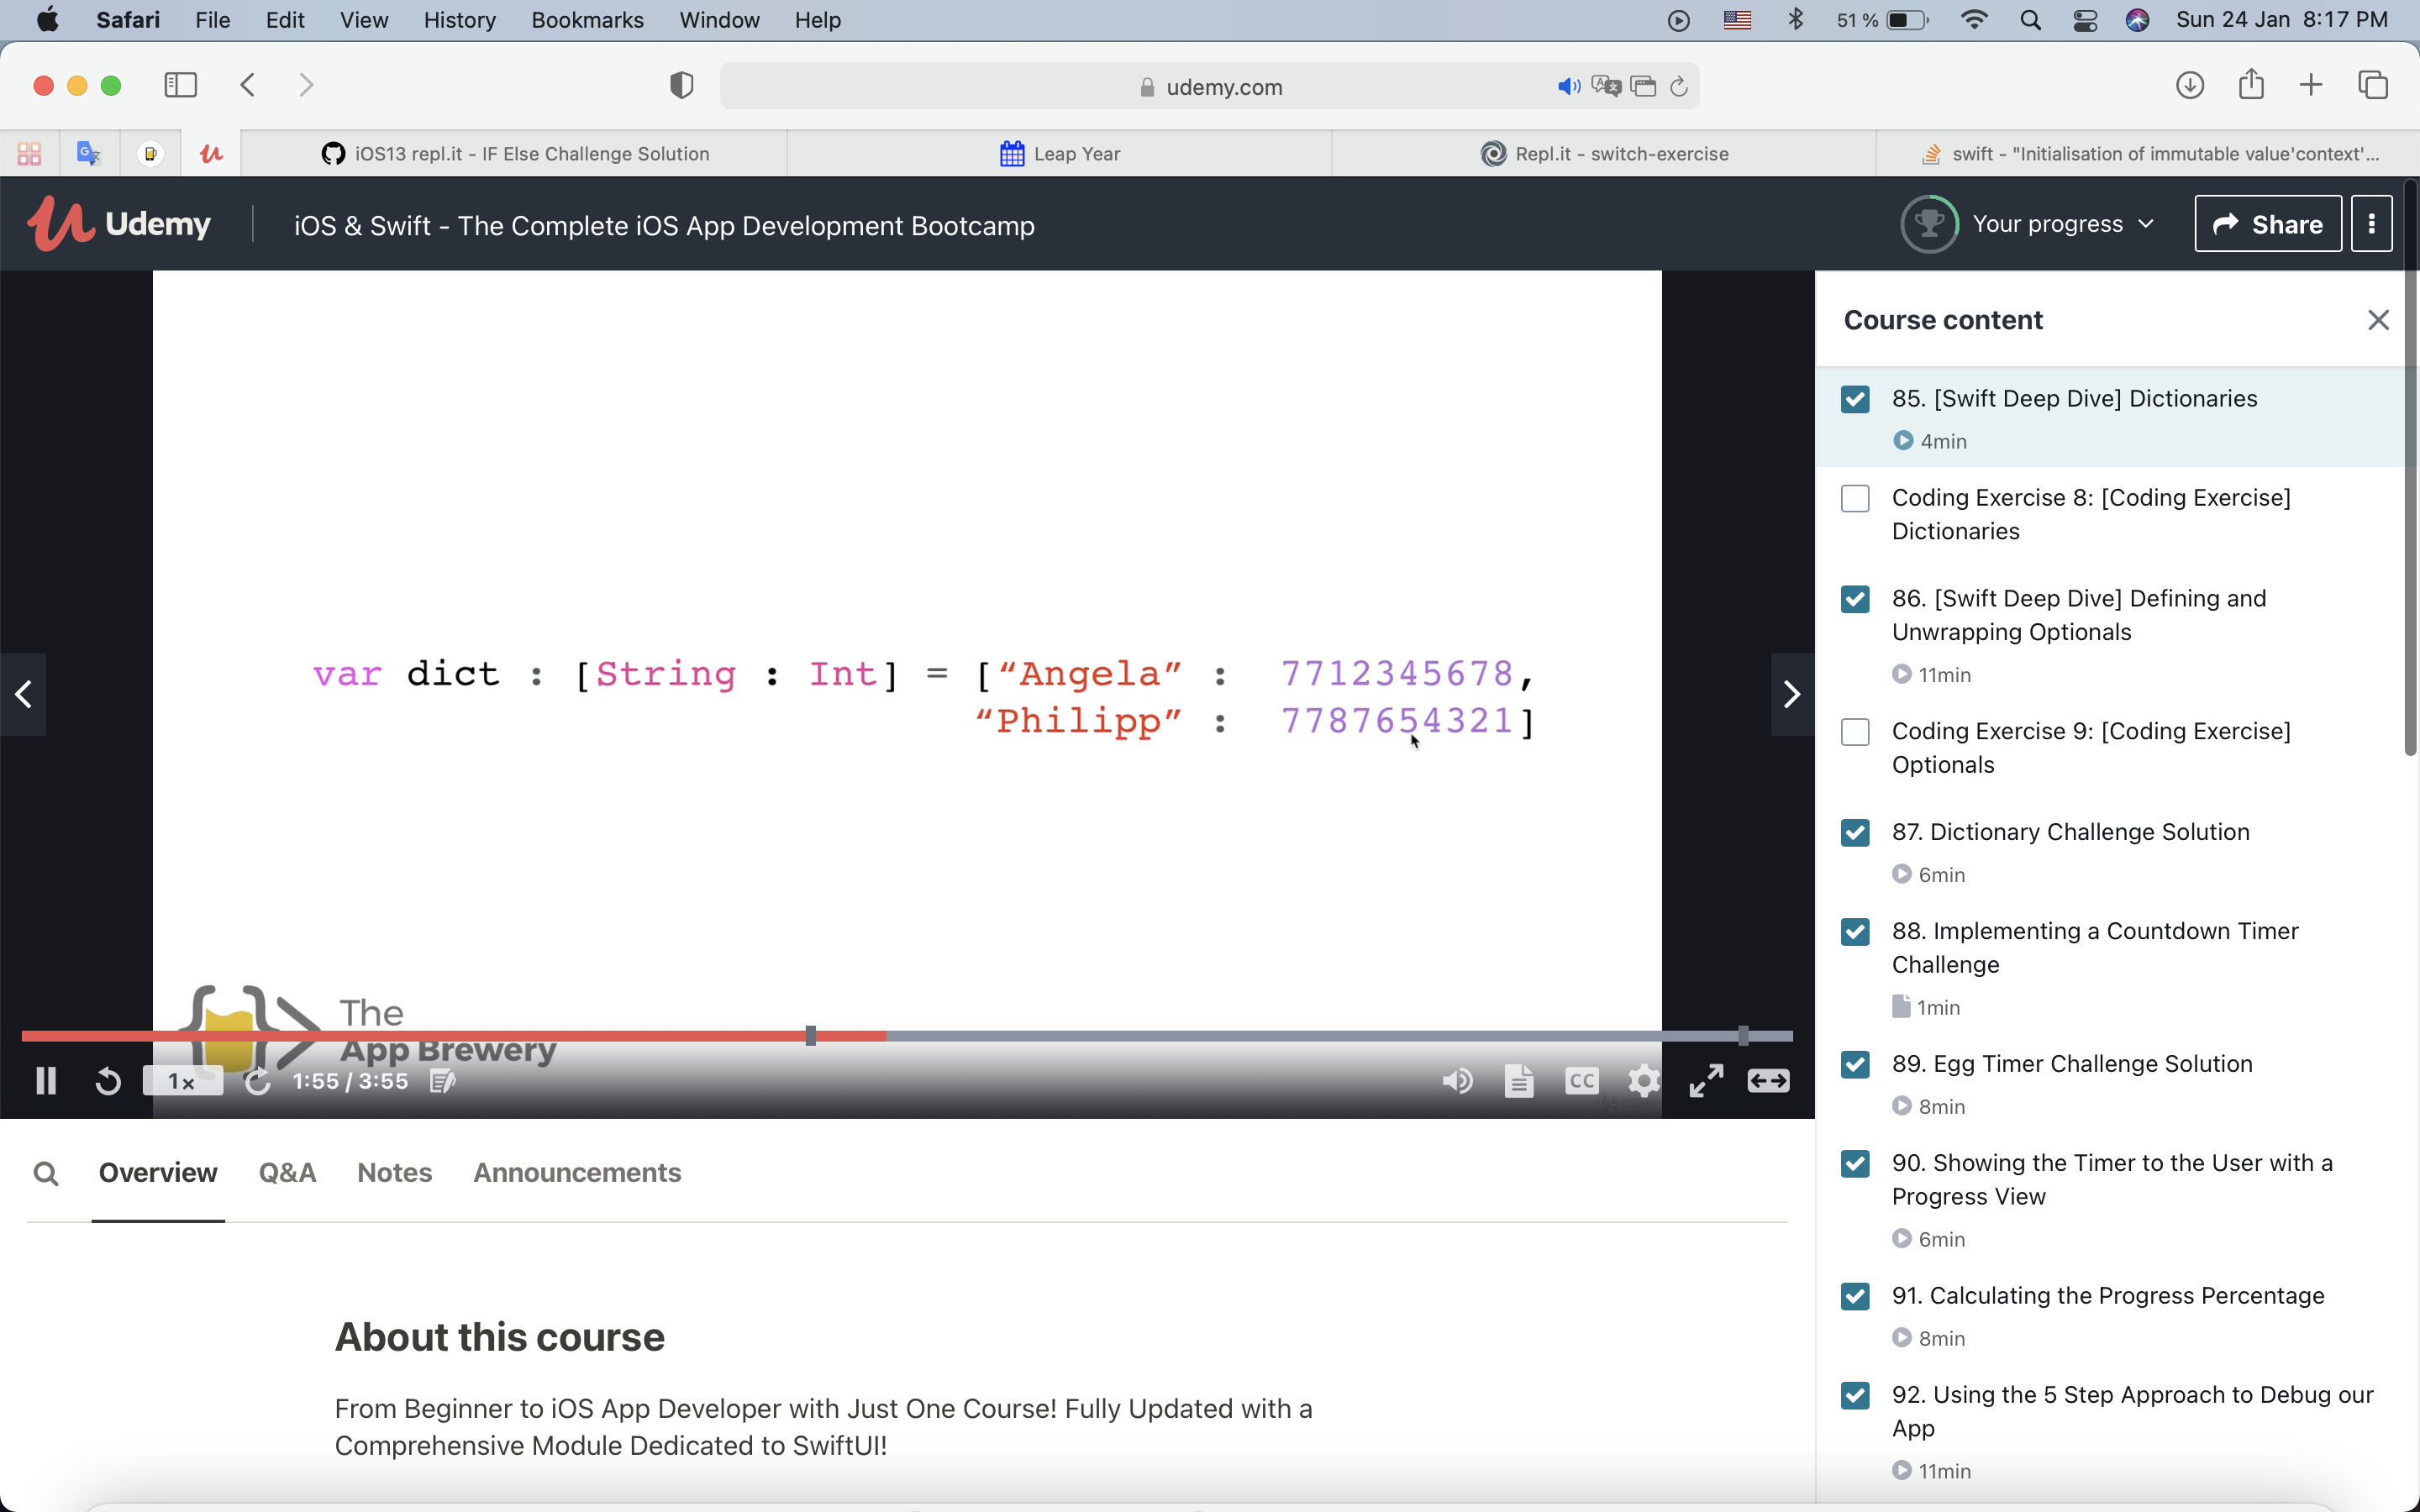 Safari File Edit View History Bookmarks Window Help 51 % Sun 24 Jan 8:17 PM
udemy.com
iOS13 repl.it - IF Else Challenge Solution Leap Year Repl.it - switch-exercise swift - "Initialisation of immutable value'context'...
Udemy iOS & Swift - The Complete iOS App Development Bootcamp Your progress Share
var dict : [String : Int] = [“Angela” : 7712345678,
“Philipp” : 7787654321]
The
App Brewery
1x 1:55 / 3:55 CC
Course content
85. [Swift Deep Dive] Dictionaries
4min
Coding Exercise 8: [Coding Exercise]
Dictionaries
86. [Swift Deep Dive] Defining and
Unwrapping Optionals
11min
Coding Exercise 9: [Coding Exercise]
Optionals
87. Dictionary Challenge Solution
6min
88. Implementing a Countdown Timer
Challenge
1min
89. Egg Timer Challenge Solution
8min
90. Showing the Timer to the User with a
Progress View
6min
91. Calculating the Progress Percentage
8min
92. Using the 5 Step Approach to Debug our
App
11min
Overview Q&A Notes Announcements
About this course
From Beginner to iOS App Developer with Just One Course! Fully Updated with a
Comprehensive Module Dedicated to SwiftUI!